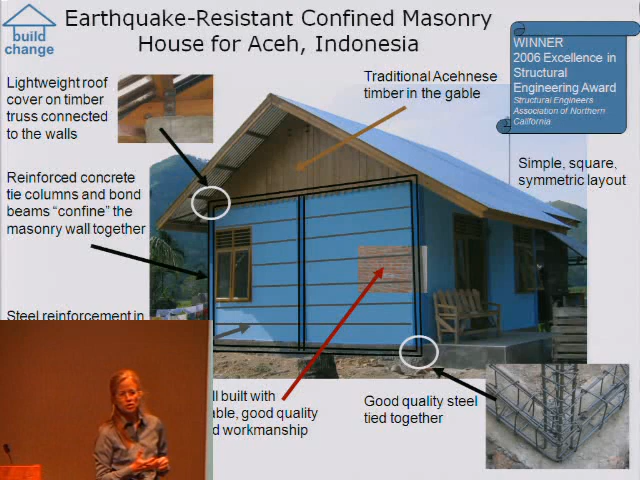 build
change
Earthquake-Resistant Confined Masonry
House for Aceh, Indonesia
WINNER
2006 Excellence in
Structural
Engineering Award
Structural Engineers
Association of Northern
California
Lightweight roof
cover on timber
truss connected
to the walls
Traditional Acehnese
timber in the gable
Simple, square,
symmetric layout
Reinforced concrete
tie columns and bond
beams “confine” the
masonry wall together
Steel reinforcement in
built with
good quality
workmanship
Good quality steel
tied together